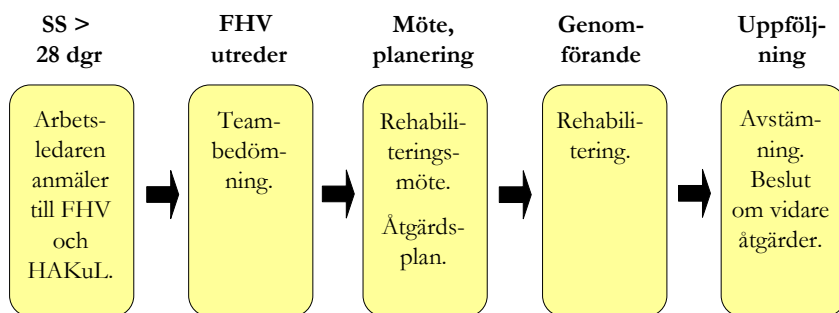 SS >
28 dgr
FHV
utreder
Möte,
planering
Genom-
förande
Uppfölj-
ning
Arbets-
ledaren
anmäler
till FHV
och
HAKuL.
Team-
bedöm-
ning.
Rehabili-
terings-
möte.
Åtgärds-
plan.
Rehabili-
tering.
Avstäm-
ning.
Beslut
om vidare
åtgärder.